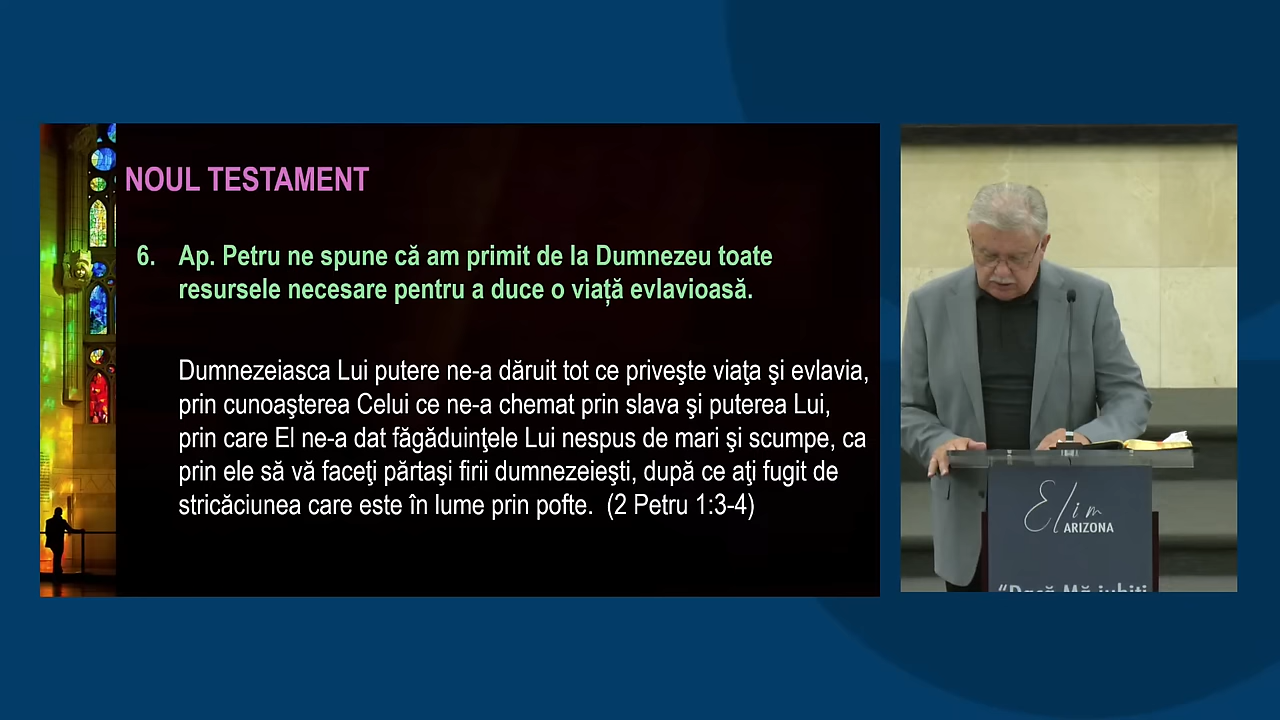 NOUL TESTAMENT
6. Ap. Petru ne spune că am primit de la Dumnezeu toate
resursele necesare pentru a duce o viață evlavioasă.
Dumnezeiasca Lui putere ne-a dăruit tot ce priveşte viaţa şi evlavia,
prin cunoaşterea Celui ce ne-a chemat prin slava şi puterea Lui,
prin care El ne-a dat făgăduinţele Lui nespus de mari şi scumpe, ca
prin ele să vă faceţi părtaşi firii dumnezeieşti, după ce aţi fugit de
stricăciunea care este în lume prin pofte. (2 Petru 1:3-4)
Elim
ARIZONA
“Dacă Mă iubiți